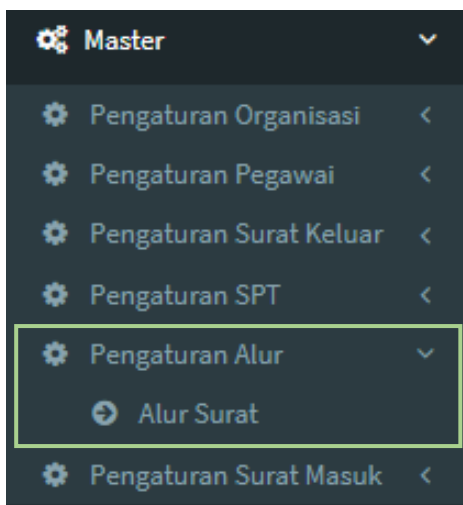 Master
Pengaturan Organisasi
Pengaturan Pegawai
Pengaturan Surat Keluar
Pengaturan SPT
Pengaturan Alur
Alur Surat
Pengaturan Surat Masuk